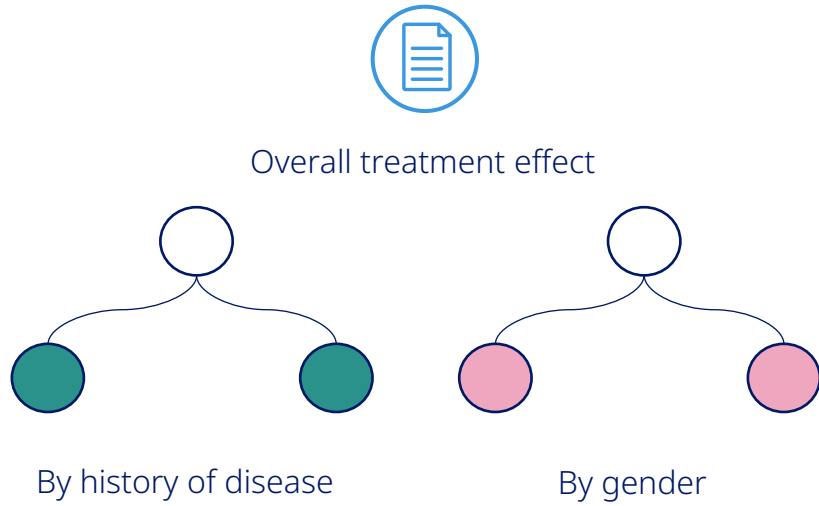 Overall treatment effect
By history of disease
By gender